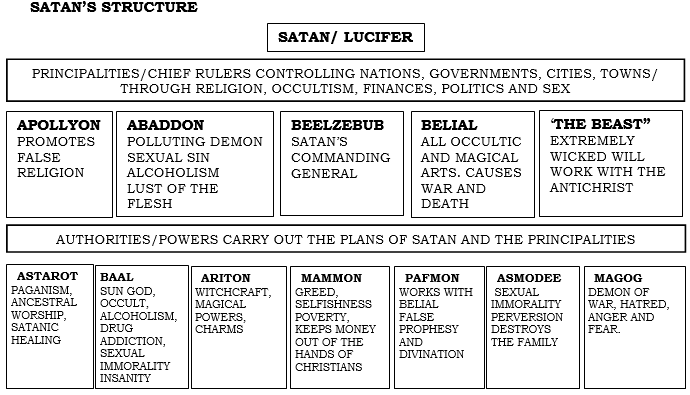 SATAN'S STRUCTURE
SATAN/ LUCIFER
PRINCIPALITIES/CHIEF RULERS CONTROLLING NATIONS, GOVERNMENTS, CITIES, TOWNS/
THROUGH RELIGION, OCCULTISM, FINANCES, POLITICS AND SEX
APOLLYON
PROMOTES
FALSE
RELIGION
ABADDON
POLLUTING DEMON
SEXUAL SIN
ALCOHOLISM
LUST OF THE
FLESH
BEELZEBUB
SATAN'S
COMMANDING
GENERAL
BELIAL
ALL OCCULTIC
AND MAGICAL
ARTS. CAUSES
WAR AND
DEATH
'THE BEAST"
EXTREMELY
WICKED WILL
WORK WITH THE
ANTICHRIST
AUTHORITIES/POWERS CARRY OUT THE PLANS OF SATAN AND THE PRINCIPALITIES
ASTAROT
PAGANISM,
ANCESTRAL
WORSHIP,
SATANIC
HEALING
BAAL
SUN GOD,
OCCULT,
ALCOHOLISM,
DRUG
ADDICTION,
SEXUAL
IMMORALITY
INSANITY
ARITON
WITCHCRAFT,
MAGICAL
POWERS,
CHARMS
MAMMON
GREED,
SELFISHNESS
POVERTY,
KEEPS MONEY
OUT OF THE
HANDS OF
CHRISTIANS
PAFMON
WORKS WITH
BELIAL
FALSE
PROPHESY
AND
DIVINATION
ASMODEE
SEXUAL
IMMORALITY
PERVERSION
DESTROYS
THE FAMILY
MAGOG
DEMON OF
WAR, HATRED,
ANGER AND
FEAR.